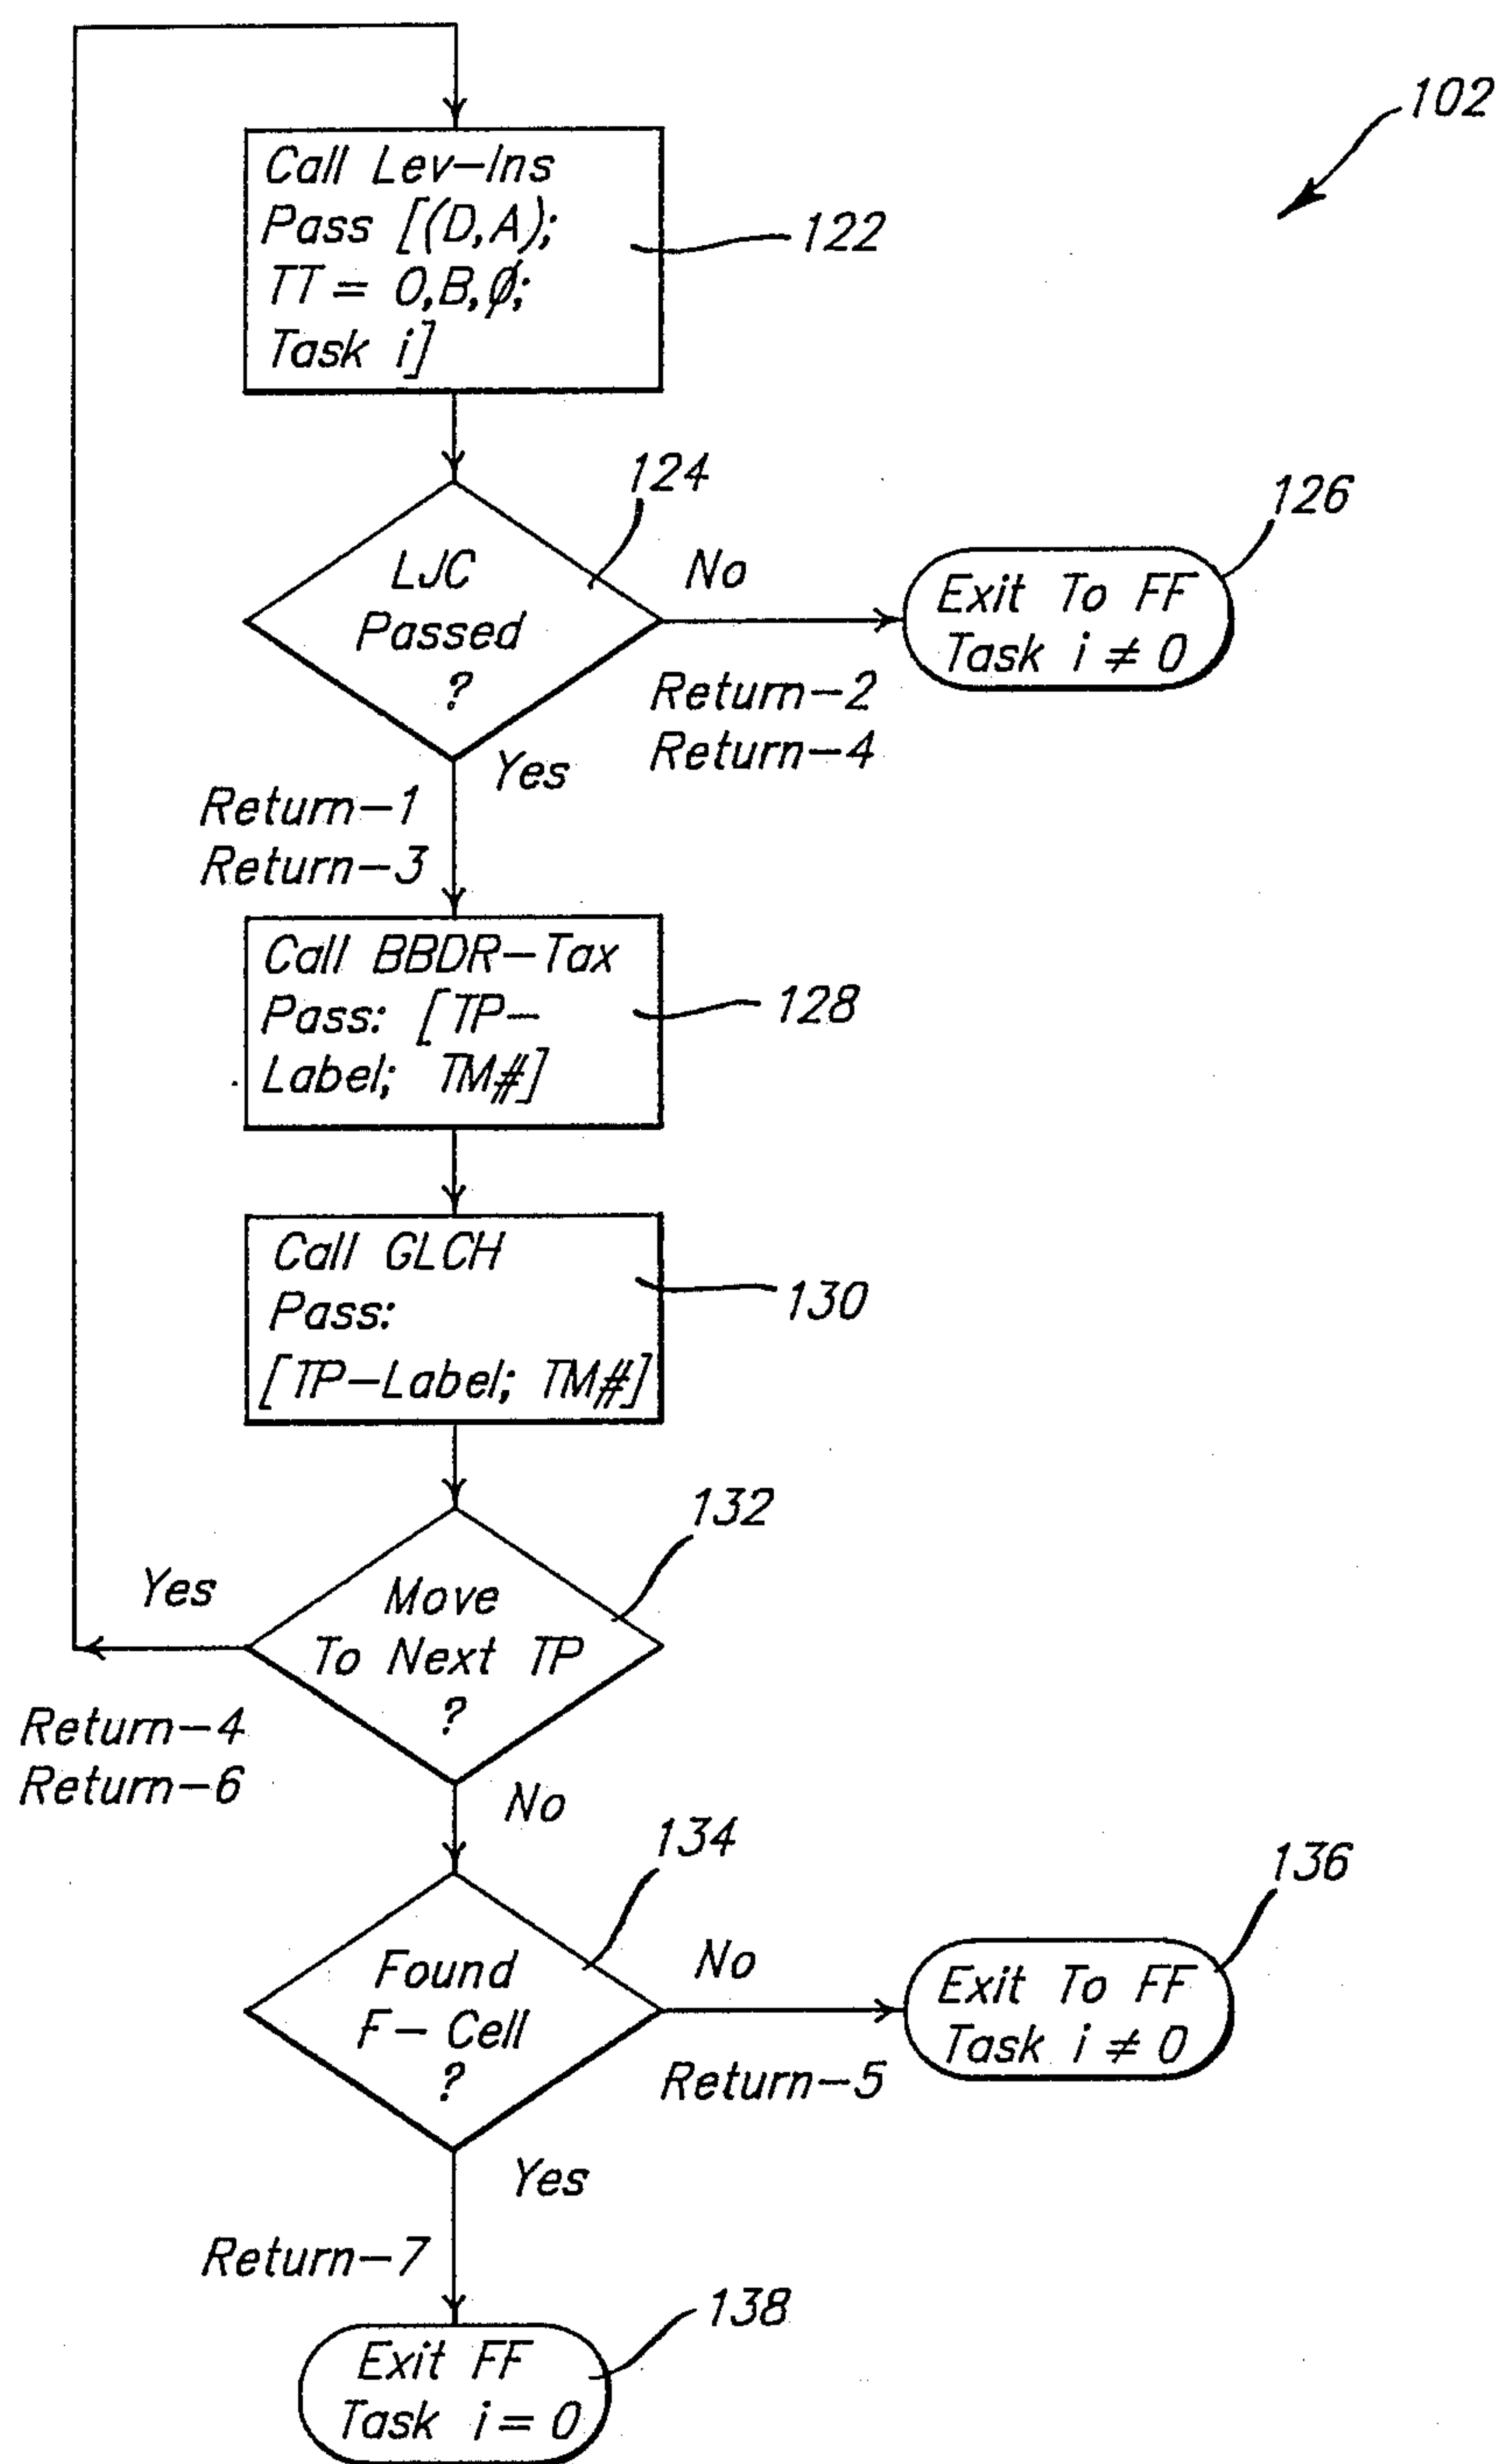 102
Call Lev-Ins
Pass [(D,A);
TT = 0,B,Ø;
Task i]
122
LJC
Passed
?
124
No
Return-2
Return-4
Exit To FF
Task i ≠ 0
126
Yes
Return-1
Return-3
Call BBDR-Tax
Pass: [TP-
Label; TM#]
128
Call GLCH
Pass:
[TP-Label; TM#]
130
Move
To Next TP
?
132
Yes
Return-4
Return-6
No
Found
F-Cell
?
134
No
Return-5
Exit To FF
Task i ≠ 0
136
Yes
Return-7
Exit FF
Task i = 0
138